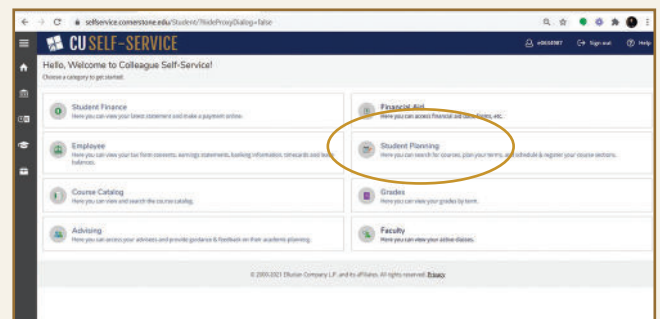 selfservice.cornerstone.edu/Student/?hideProxyDialog=false
CU SELF-SERVICE
Sign out
Help
Hello, Welcome to Colleague Self-Service!
Choose a category to get started.
Student Finance
Here you can view your latest statement and make a payment online.
Financial Aid
Here you can access financial aid data, forms, etc.
Employee
Here you can view your tax form consents, earnings statements, banking information, timecards and leave balances.
Student Planning
Here you can search for courses, plan your terms, and schedule & register your course sections.
Course Catalog
Here you can view and search the course catalog.
Grades
Here you can view your grades by term.
Advising
Here you can access your advisees and provide guidance & feedback on their academic planning.
Faculty
Here you can view your active classes.
© 2000-2021 Ellucian Company L.P. and its affiliates. All rights reserved. Privacy